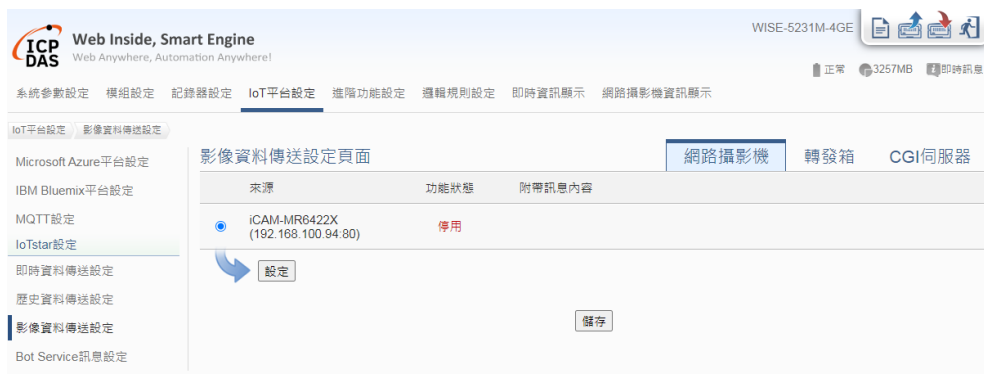 ICP DAS
Web Inside, Smart Engine
Web Anywhere, Automation Anywhere!
WISE-5231M-4GE
正常 3257MB 即時訊息
系統參數設定 模組設定 記錄器設定 IoT平台設定 進階功能設定 邏輯規則設定 即時資訊顯示 網路攝影機資訊顯示
IoT平台設定 影像資料傳送設定
Microsoft Azure平台設定
IBM Bluemix平台設定
MQTT設定
IoTstar設定
即時資料傳送設定
歷史資料傳送設定
影像資料傳送設定
Bot Service訊息設定
影像資料傳送設定頁面 網路攝影機 轉發箱 CGI伺服器
來源 功能狀態 附帶訊息內容
iCAM-MR6422X
(192.168.100.94:80)
停用
設定
儲存